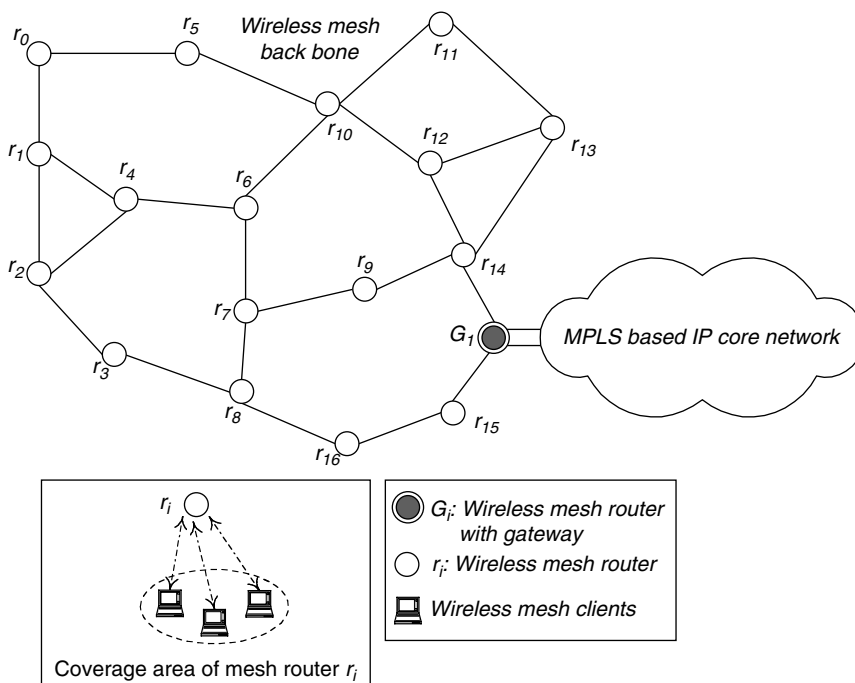 r0
r5
Wireless mesh
back bone
r11
r10
r12
r13
r1
r4
r6
r2
r9
r14
r7
G1
MPLS based IP core network
r3
r8
r15
r16
ri
Gi: Wireless mesh router
with gateway
ri: Wireless mesh router
Wireless mesh clients
Coverage area of mesh router ri